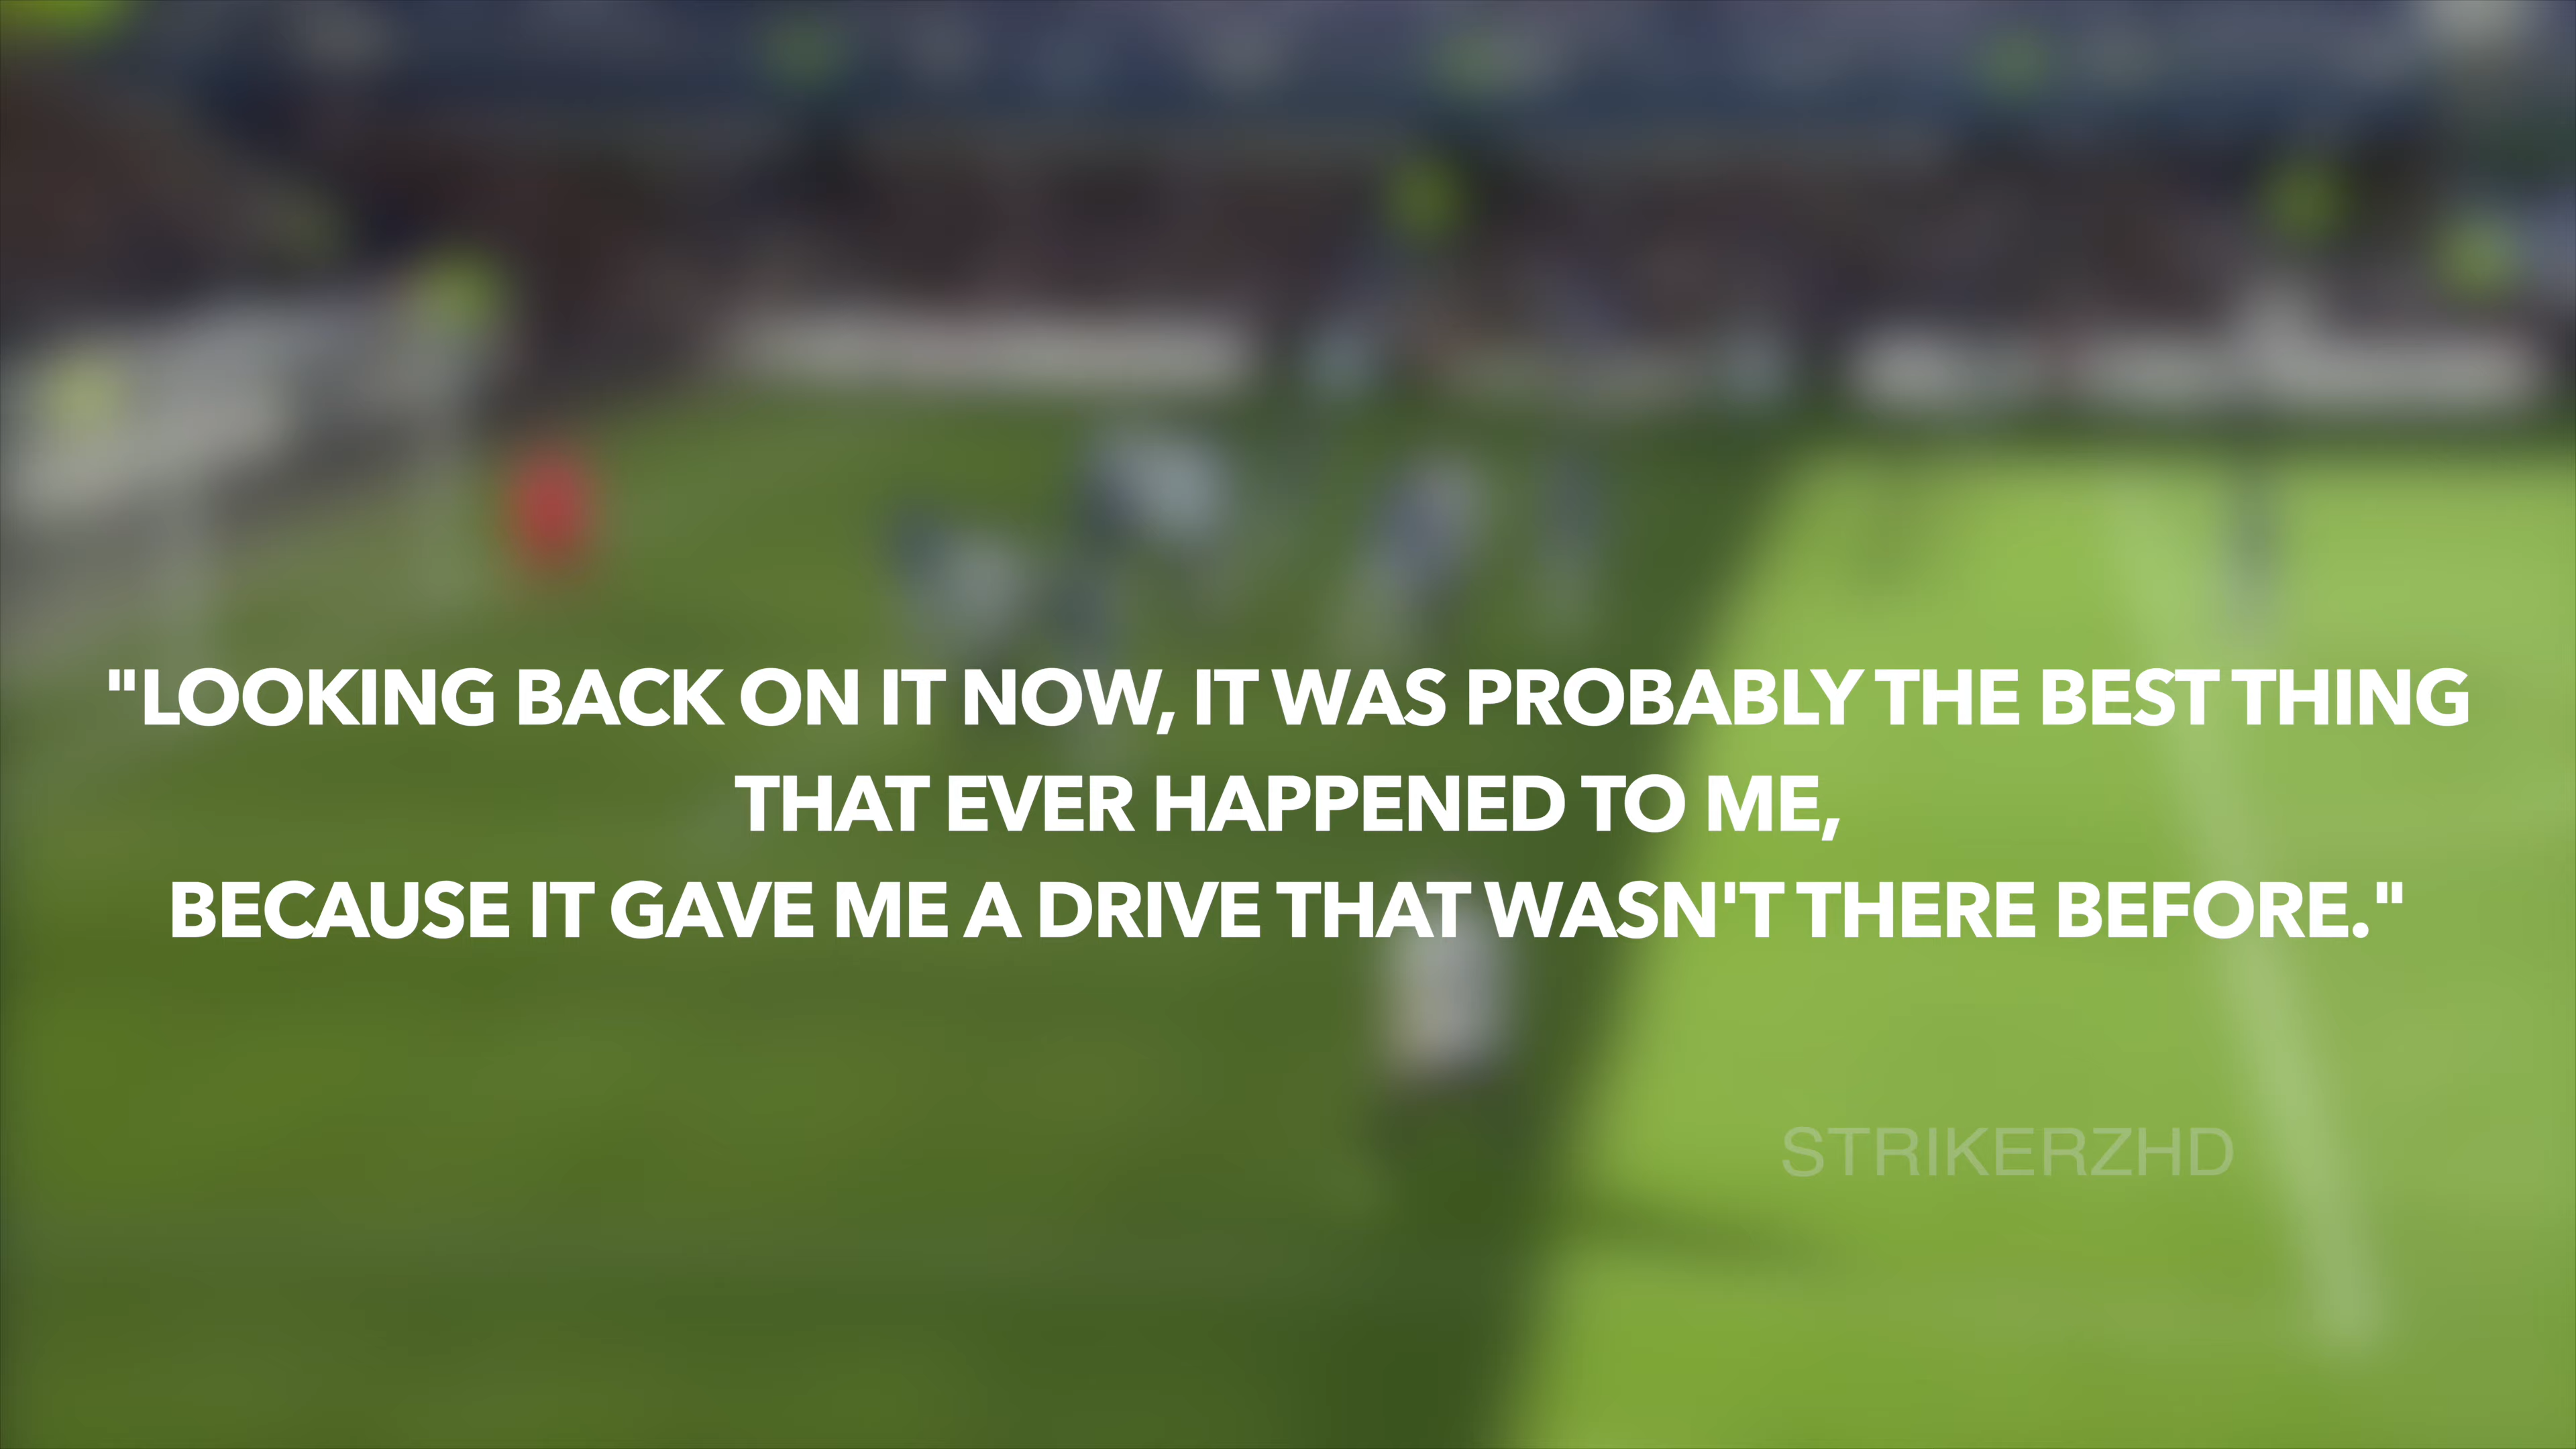 "LOOKING BACK ON IT NOW, IT WAS PROBABLY THE BEST THING
THAT EVER HAPPENED TO ME,
BECAUSE IT GAVE ME A DRIVE THAT WASN'T THERE BEFORE."
STRIKERZHD